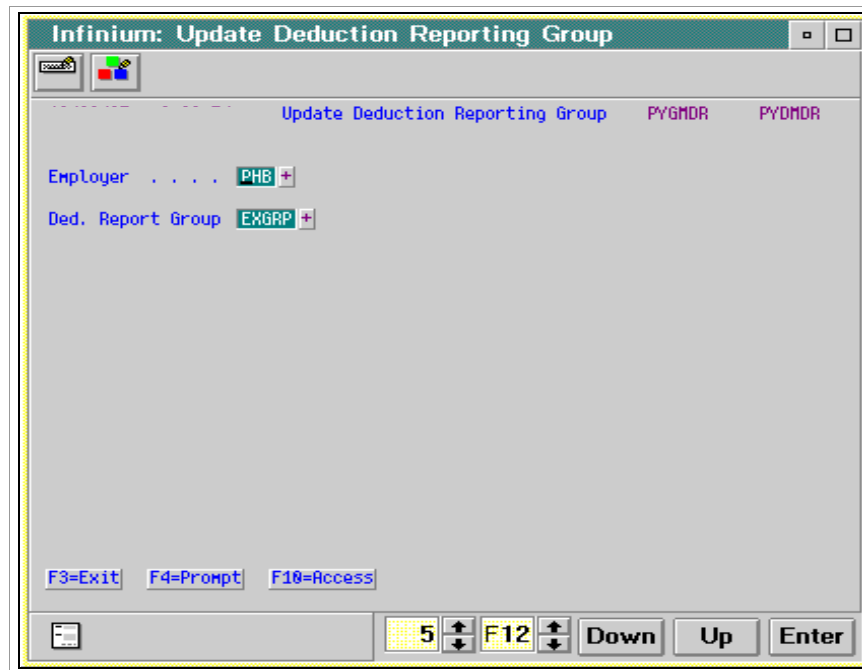 Infinium: Update Deduction Reporting Group
Update Deduction Reporting Group PYGMDR PYDMDR
Employer . . . . PHB +
Ded. Report Group EXGRP +
F3=Exit F4=Prompt F10=Access
5 F12 Down Up Enter